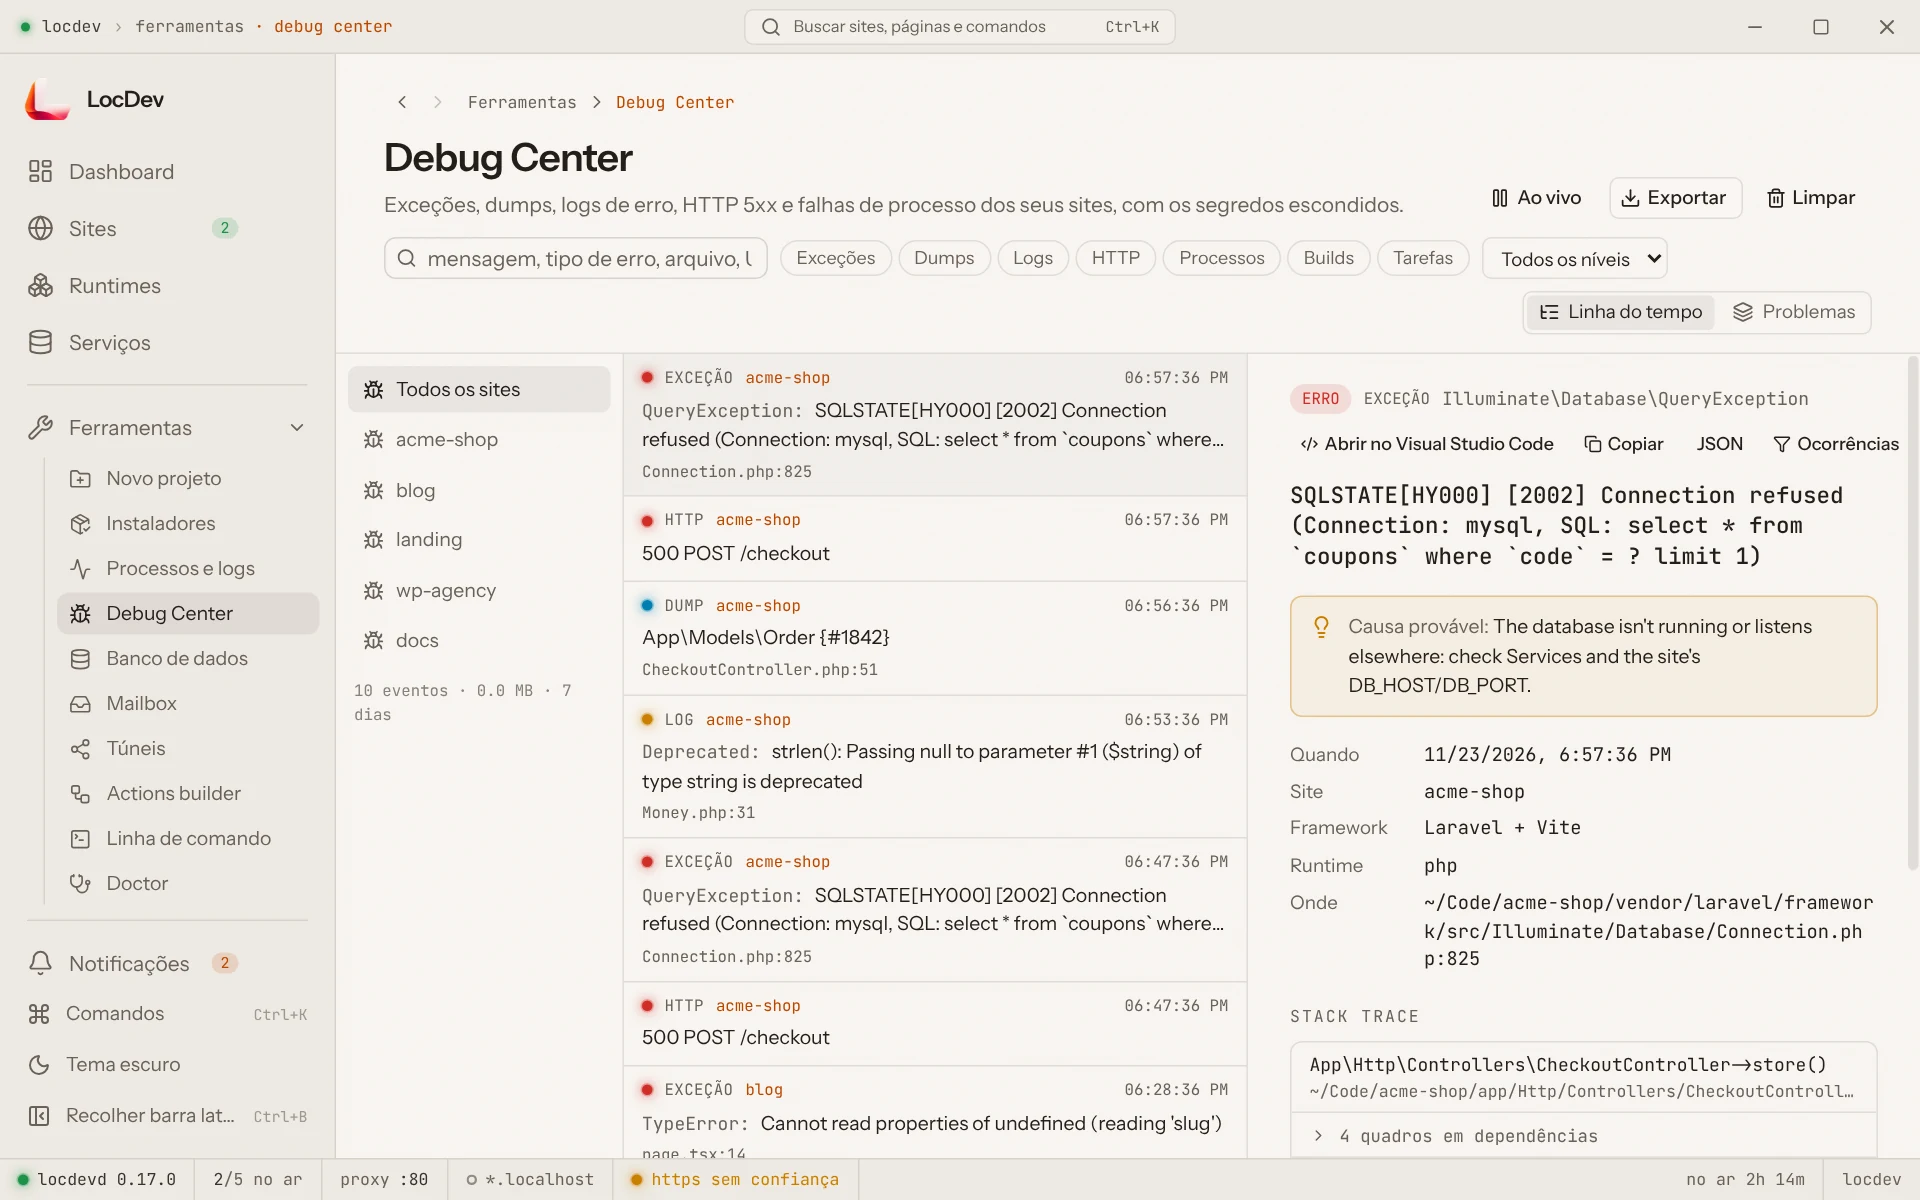 locdev › ferramentas · debug center
Buscar sites, páginas e comandos Ctrl+K
LocDev
Dashboard
Sites 2
Runtimes
Serviços
Ferramentas
Novo projeto
Instaladores
Processos e logs
Debug Center
Banco de dados
Mailbox
Túneis
Actions builder
Linha de comando
Doctor
Notificações 2
Comandos Ctrl+K
Tema escuro
Recolher barra lat... Ctrl+B
Ferramentas > Debug Center
Debug Center
Exceções, dumps, logs de erro, HTTP 5xx e falhas de processo dos seus sites, com os segredos escondidos.
Ao vivo Exportar Limpar
mensagem, tipo de erro, arquivo, Exceções Dumps Logs HTTP Processos Builds Tarefas Todos os níveis
Linha do tempo Problemas
Todos os sites
acme-shop
blog
landing
wp-agency
docs
10 eventos · 0.0 MB · 7
dias
EXCEÇÃO acme-shop 06:57:36 PM
QueryException: SQLSTATE[HY000] [2002] Connection
refused (Connection: mysql, SQL: select * from `coupons` where...
Connection.php:825
HTTP acme-shop 06:57:36 PM
500 POST /checkout
DUMP acme-shop 06:56:36 PM
App\Models\Order {#1842}
CheckoutController.php:51
LOG acme-shop 06:53:36 PM
Deprecated: strlen(): Passing null to parameter #1 ($string) of
type string is deprecated
Money.php:31
EXCEÇÃO acme-shop 06:47:36 PM
QueryException: SQLSTATE[HY000] [2002] Connection
refused (Connection: mysql, SQL: select * from `coupons` where...
Connection.php:825
HTTP acme-shop 06:47:36 PM
500 POST /checkout
EXCEÇÃO blog 06:28:36 PM
TypeError: Cannot read properties of undefined (reading 'slug')
page.tsx:14
ERRO EXCEÇÃO Illuminate\Database\QueryException
Abrir no Visual Studio Code Copiar JSON Ocorrências
SQLSTATE[HY000] [2002] Connection refused
(Connection: mysql, SQL: select * from
`coupons` where `code` = ? limit 1)
Causa provável: The database isn't running or listens
elsewhere: check Services and the site's
DB_HOST/DB_PORT.
Quando 11/23/2026, 6:57:36 PM
Site acme-shop
Framework Laravel + Vite
Runtime php
Onde ~/Code/acme-shop/vendor/laravel/framewor
k/src/Illuminate/Database/Connection.ph
p:825
STACK TRACE
App\Http\Controllers\CheckoutController->store()
~/Code/acme-shop/app/Http/Controllers/CheckoutControll...
4 quadros em dependências
locdevd 0.17.0 2/5 no ar proxy :80 *.localhost https sem confiança no ar 2h 14m locdev